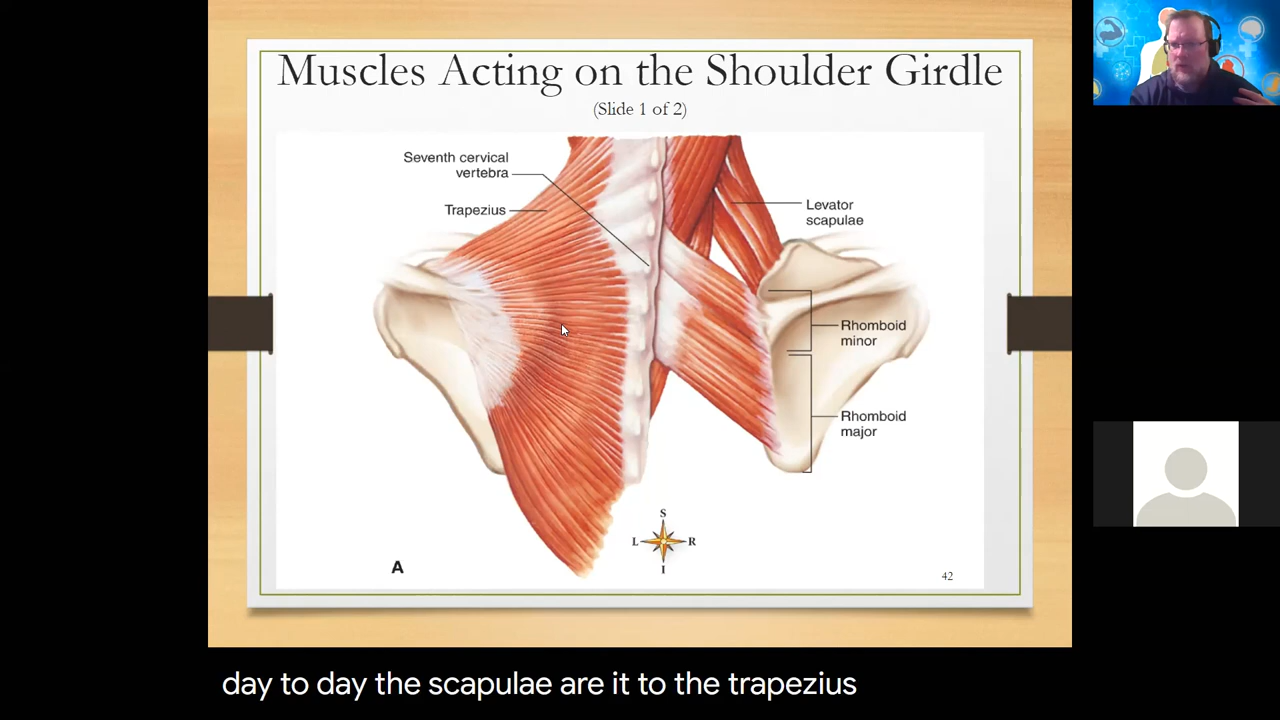 Muscles Acting on the Shoulder Girdle
(Slide 1 of 2)
Seventh cervical
vertebra
Trapezius
Levator
scapulae
Rhomboid
minor
Rhomboid
major
S
L R
I
A
42
day to day the scapulae are it to the trapezius